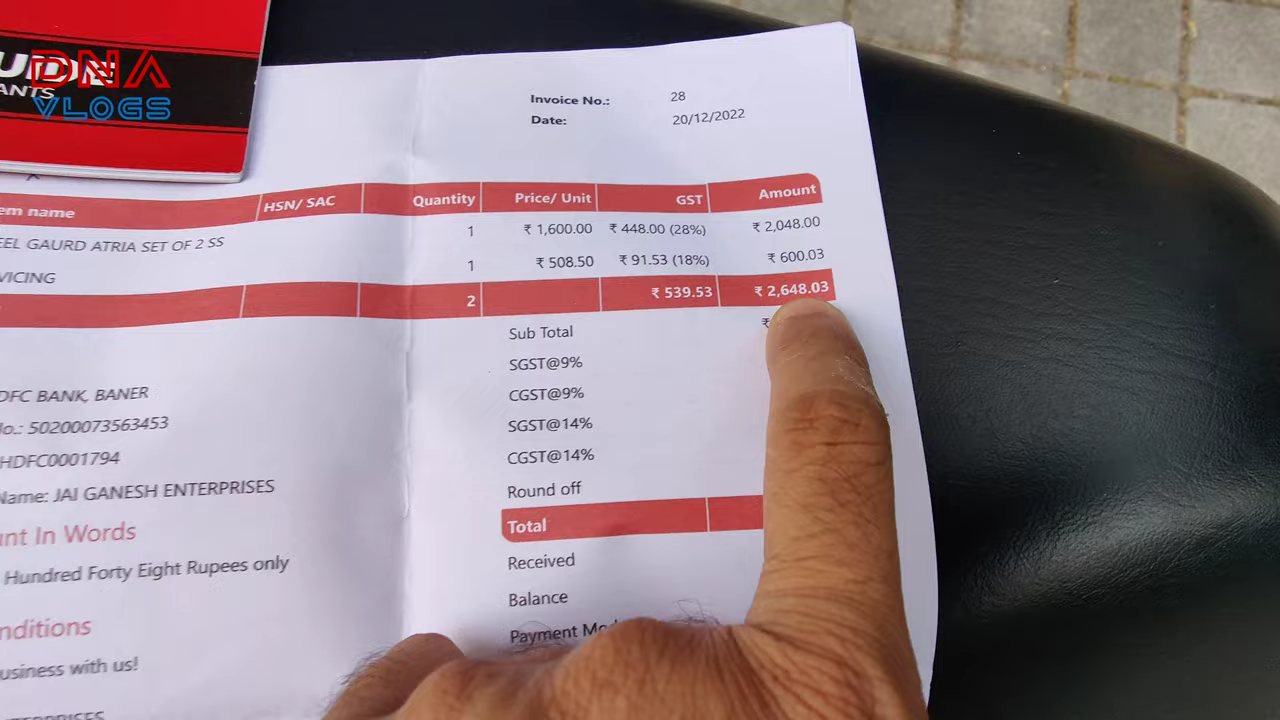 DNA
VLOGS
ANTS
Invoice No.: 28
Date: 20/12/2022
em name HSN/ SAC Quantity Price/ Unit GST Amount
EEL GAURD ATRIA SET OF 2 SS 1 ₹ 1,600.00 ₹ 448.00 (28%) ₹ 2,048.00
VICING 1 ₹ 508.50 ₹ 91.53 (18%) ₹ 600.03
2 ₹ 539.53 ₹ 2,648.03
Sub Total ₹
SGST@9%
CGST@9%
SGST@14%
CGST@14%
Round off
Total
Received
Balance
Payment Mo
DFC BANK, BANER
No.: 50200073563453
HDFC0001794
Name: JAI GANESH ENTERPRISES
unt In Words
Hundred Forty Eight Rupees only
nditions
usiness with us!